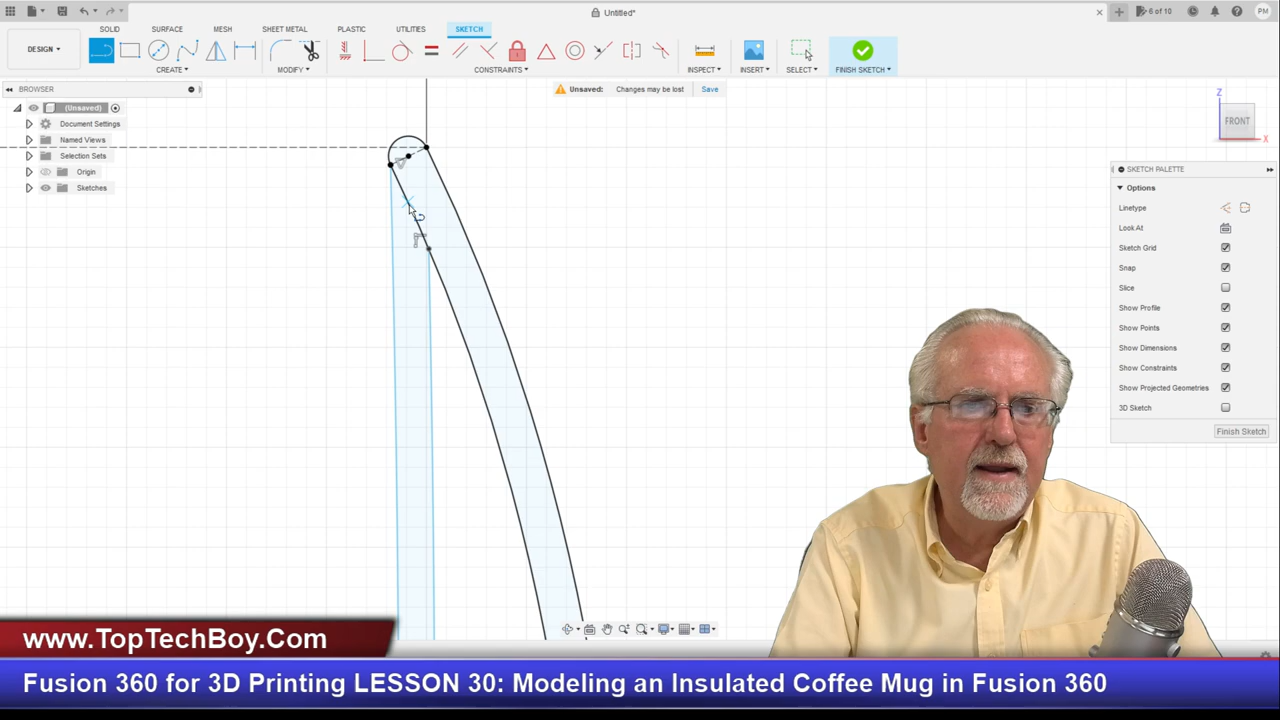 Untitled*
6 of 10
PM
DESIGN
SOLID
SURFACE
MESH
SHEET METAL
PLASTIC
UTILITIES
SKETCH
CREATE
MODIFY
CONSTRAINTS
INSPECT
INSERT
SELECT
FINISH SKETCH
BROWSER
Unsaved: Changes may be lost
Save
(Unsaved)
Document Settings
Named Views
Selection Sets
Origin
Sketches
Z
FRONT
X
SKETCH PALETTE
Options
Linetype
Look At
Sketch Grid
Snap
Slice
Show Profile
Show Points
Show Dimensions
Show Constraints
Show Projected Geometries
3D Sketch
Finish Sketch
www.TopTechBoy.Com
Fusion 360 for 3D Printing LESSON 30: Modeling an Insulated Coffee Mug in Fusion 360